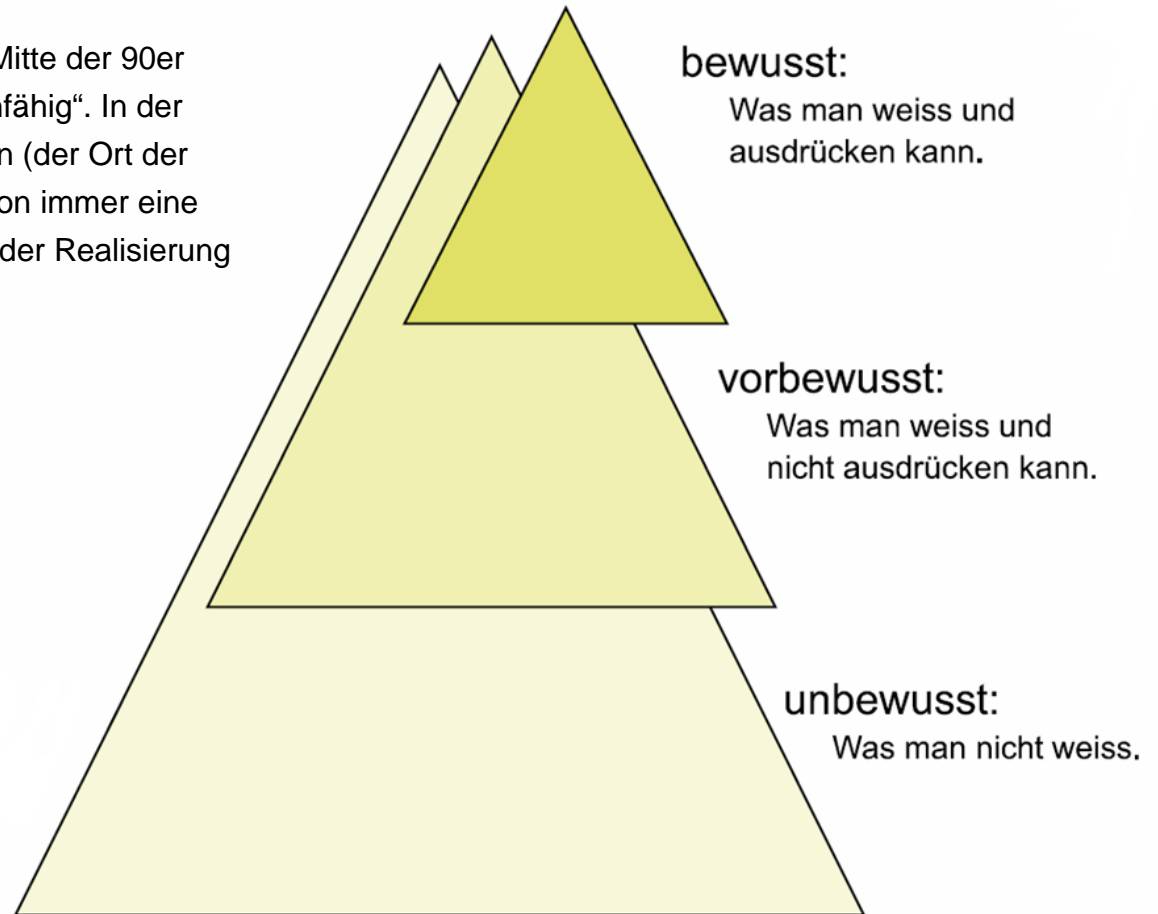 Mitte der 90er
fähig“. In der
n (der Ort der
on immer eine
der Realisierung
bewusst:
Was man weiss und
ausdrücken kann.
vorbewusst:
Was man weiss und
nicht ausdrücken kann.
unbewusst:
Was man nicht weiss.